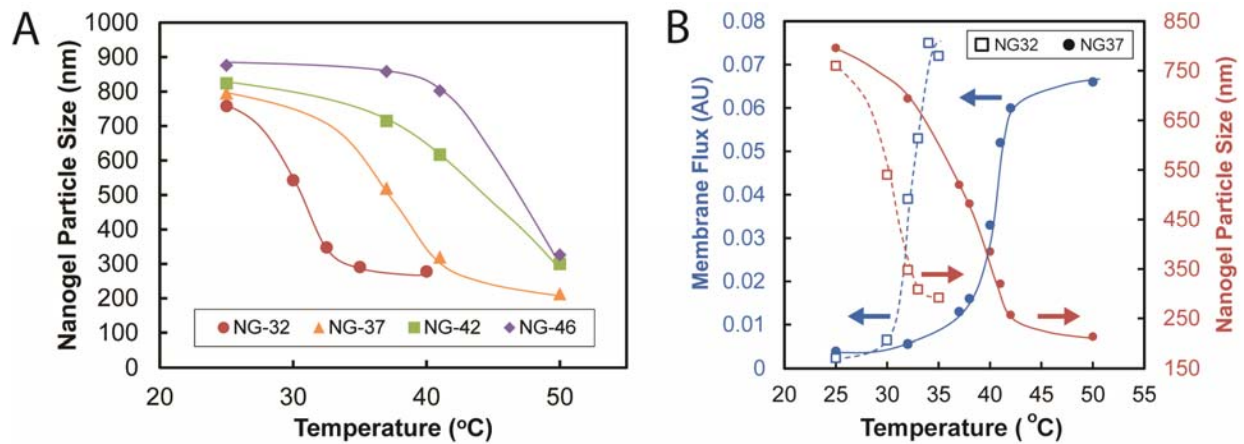 A
Nanogel Particle Size (nm)
1000
900
800
700
600
500
400
300
200
100
0
NG-32 NG-37 NG-42 NG-46
20 30 40 50
Temperature (°C)
B
Membrane Flux (AU)
0.08
0.07
0.06
0.05
0.04
0.03
0.02
0.01
0
NG32 NG37
850
750
650
550
450
350
250
150
Nanogel Particle Size (nm)
20 25 30 35 40 45 50 55
Temperature ( °C)